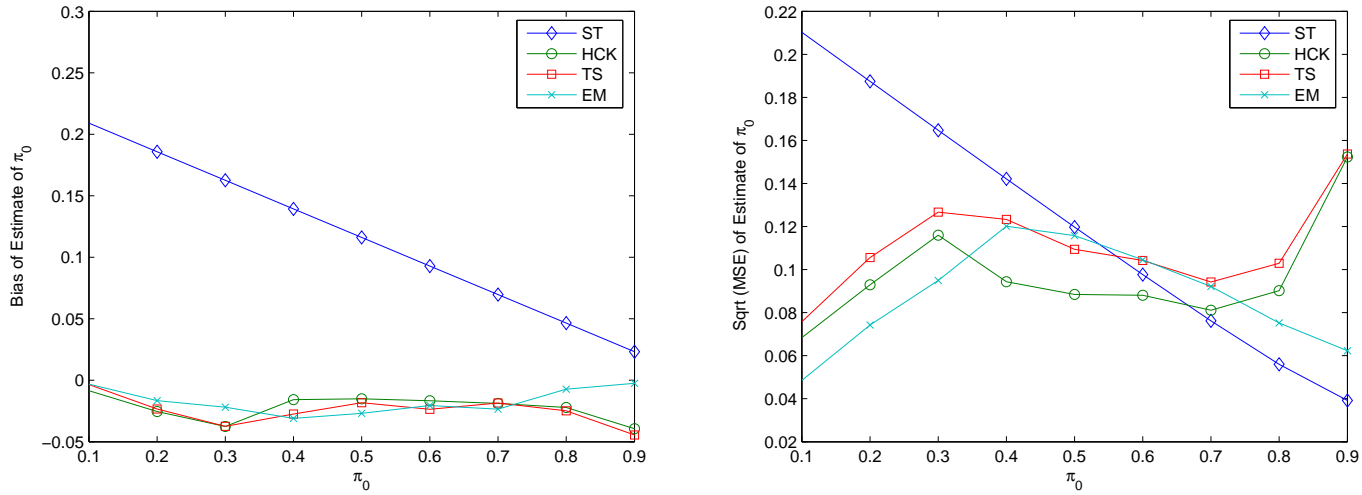 0.3
0.25
0.2
0.15
0.1
0.05
0
−0.05
Bias of Estimate of π0
0.1 0.2 0.3 0.4 0.5 0.6 0.7 0.8 0.9
π0
ST
HCK
TS
EM
0.22
0.2
0.18
0.16
0.14
0.12
0.1
0.08
0.06
0.04
0.02
Sqrt (MSE) of Estimate of π0
0.1 0.2 0.3 0.4 0.5 0.6 0.7 0.8 0.9
π0
ST
HCK
TS
EM